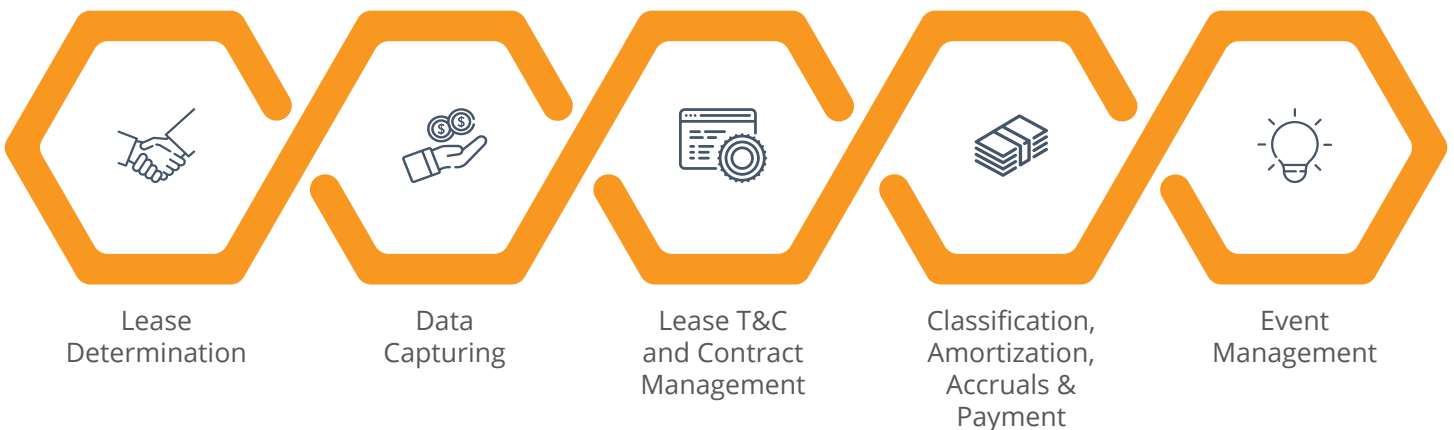 Lease
Determination
Data
Capturing
Lease T&C
and Contract
Management
Classification,
Amortization,
Accruals &
Payment
Event
Management
$
$